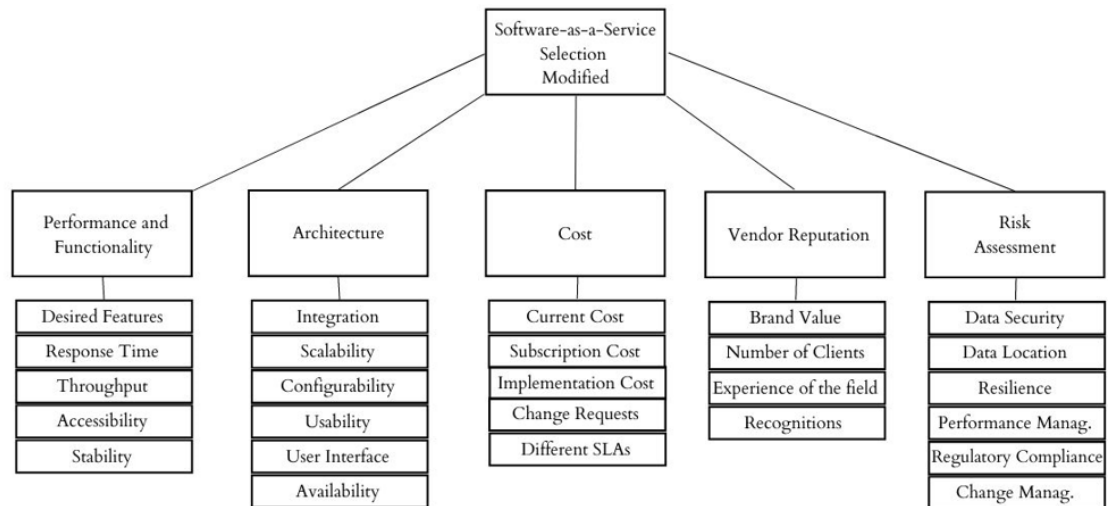 Software-as-a-Service
Selection
Modified
Performance and
Functionality
Architecture
Cost
Vendor Reputation
Risk
Assessment
Desired Features
Response Time
Throughput
Accessibility
Stability
Integration
Scalability
Configurability
Usability
User Interface
Availability
Current Cost
Subscription Cost
Implementation Cost
Change Requests
Different SLAs
Brand Value
Number of Clients
Experience of the field
Recognitions
Data Security
Data Location
Resilience
Performance Manag.
Regulatory Compliance
Change Manag.